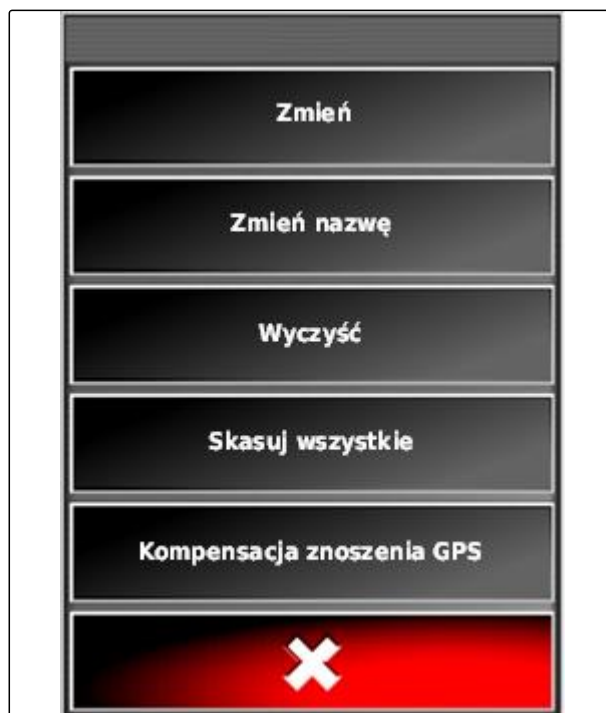 Zmień
Zmień nazwę
Wyczyść
Skasuj wszystkie
Kompensacja znoszenia GPS